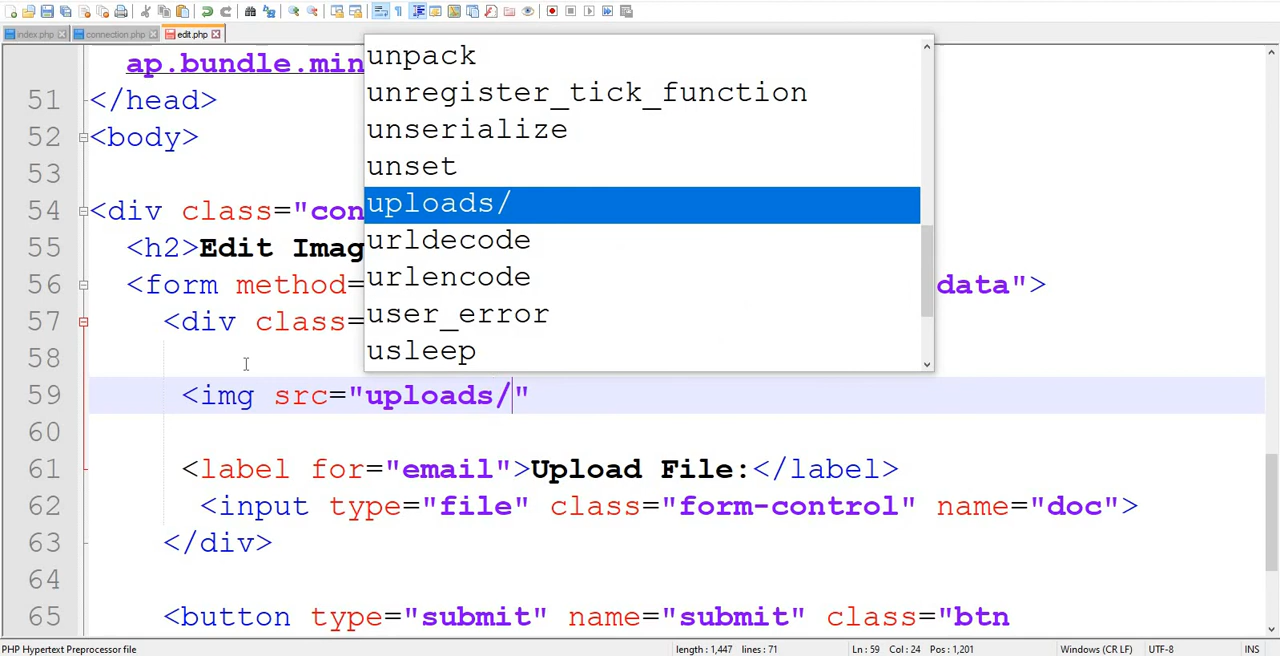 index.php
connection.php
edit.php
ap.bundle.min
51 </head>
52 <body>
53
54 <div class="con
55 <h2>Edit Imag
56 <form method= data">
57 <div class=
58
59 <img src="uploads/"
60
61 <label for="email">Upload File:</label>
62 <input type="file" class="form-control" name="doc">
63 </div>
64
65 <button type="submit" name="submit" class="btn
unpack
unregister_tick_function
unserialize
unset
uploads/
urldecode
urlencode
user_error
usleep
PHP Hypertext Preprocessor file
length : 1,447 lines : 71
Ln : 59 Col : 24 Pos : 1,201
Windows (CR LF)
UTF-8
INS